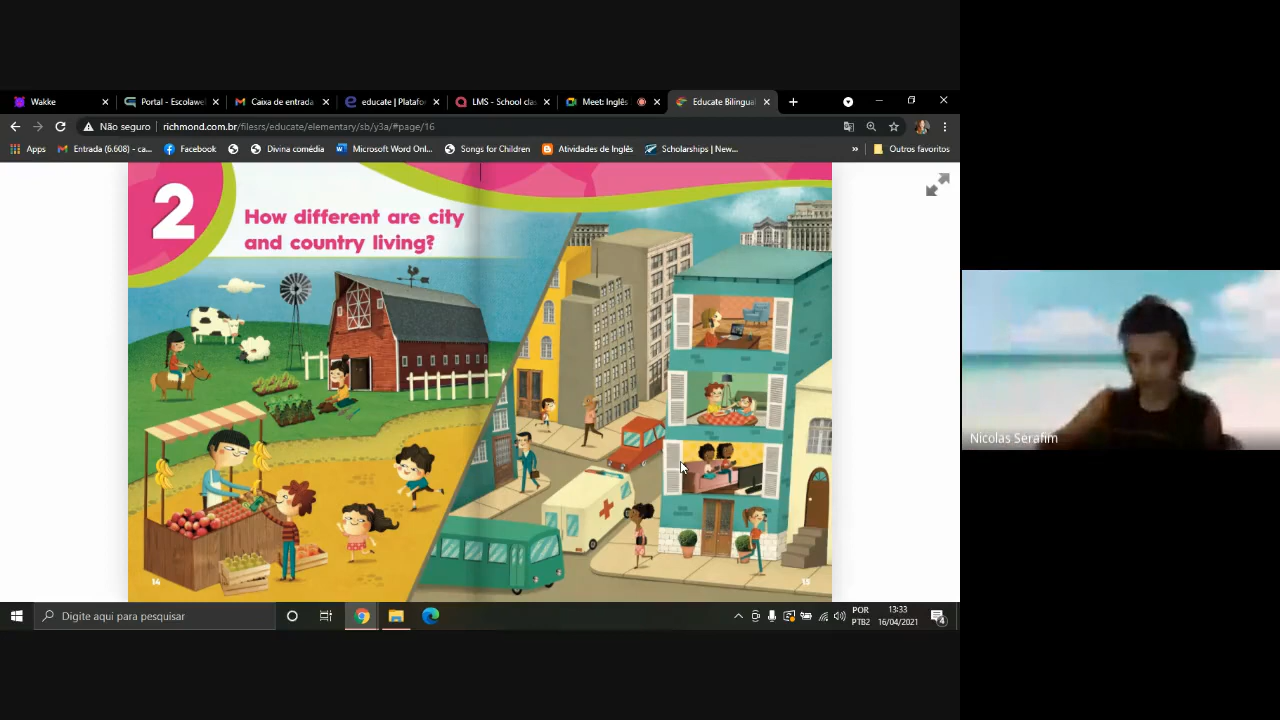 Wakke
Portal - Escolawe
Caixa de entrada
educate | Platafo
LMS - School cla
Meet: Inglês
Educate Bilingual
Não seguro
richmond.com.br/filesrs/educate/elementary/sb/y3a/#page/16
Apps
Entrada (6.608) - ca...
Facebook
Divina comédia
Microsoft Word Onl...
Songs for Children
Atividades de Inglês
Scholarships | New...
»
Outros favoritos
2
How different are city
and country living?
14
15
Nicolas Serafim
Digite aqui para pesquisar
POR
PTB2
13:33
16/04/2021
4